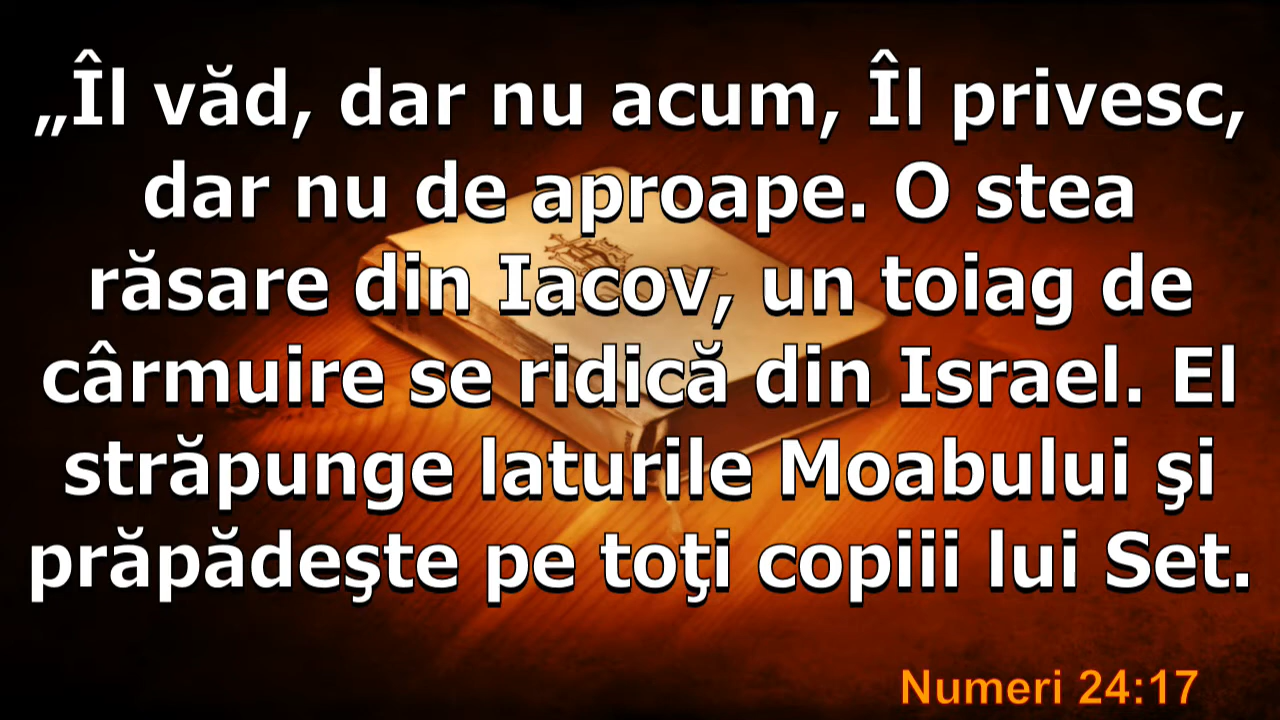 „Îl văd, dar nu acum, Îl privesc,
dar nu de aproape. O stea
răsare din Iacov, un toiag de
cârmuire se ridică din Israel. El
străpunge laturile Moabului şi
prăpădeşte pe toţi copiii lui Set.
Numeri 24:17